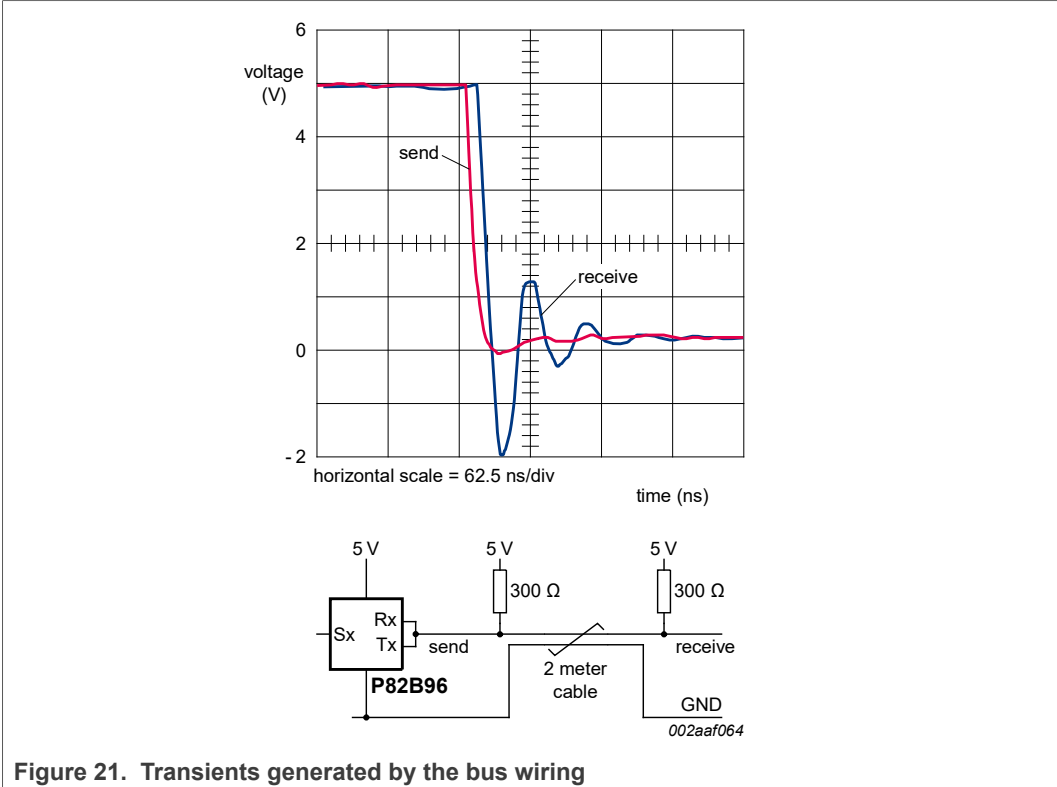 6
voltage
(V)
4
send
2
receive
0
- 2
horizontal scale = 62.5 ns/div
time (ns)
5 V
5 V
5 V
300 Ω
300 Ω
Rx
Sx
Tx
send
receive
2 meter
cable
P82B96
GND
002aaf064
Figure 21. Transients generated by the bus wiring